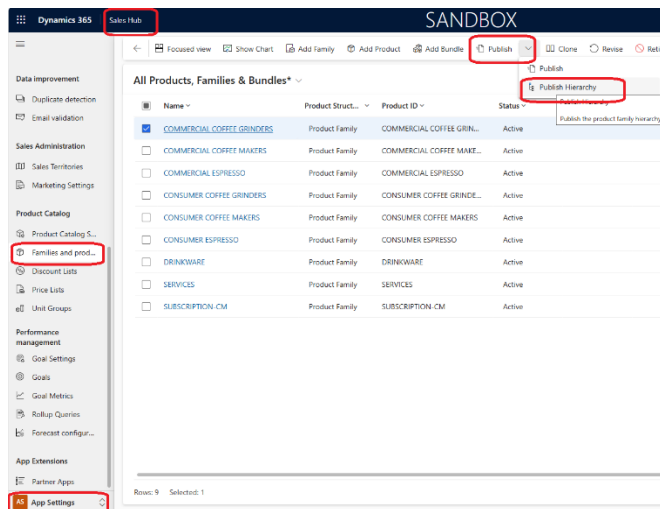 Dynamics 365
Sales Hub
SANDBOX
Focused view
Show Chart
Add Family
Add Product
Add Bundle
Publish
Clone
Revise
Publish
Publish Hierarchy
Publish Hierarchy
Publish the product family hierarchy
Data improvement
Duplicate detection
Email validation
Sales Administration
Sales Territories
Marketing Settings
Product Catalog
Product Catalog S...
Families and prod...
Discount Lists
Price Lists
Unit Groups
Performance
management
Goal Settings
Goals
Goal Metrics
Rollup Queries
Forecast configur...
App Extensions
Partner Apps
AS App Settings
All Products, Families & Bundles*
Name Product Struct... Product ID Status
COMMERCIAL COFFEE GRINDERS Product Family COMMERCIAL COFFEE GRIN... Active
COMMERCIAL COFFEE MAKERS Product Family COMMERCIAL COFFEE MAKE... Active
COMMERCIAL ESPRESSO Product Family COMMERCIAL ESPRESSO Active
CONSUMER COFFEE GRINDERS Product Family CONSUMER COFFEE GRINDE... Active
CONSUMER COFFEE MAKERS Product Family CONSUMER COFFEE MAKERS Active
CONSUMER ESPRESSO Product Family CONSUMER ESPRESSO Active
DRINKWARE Product Family DRINKWARE Active
SERVICES Product Family SERVICES Active
SUBSCRIPTION-CM Product Family SUBSCRIPTION-CM Active
Rows: 9 Selected: 1